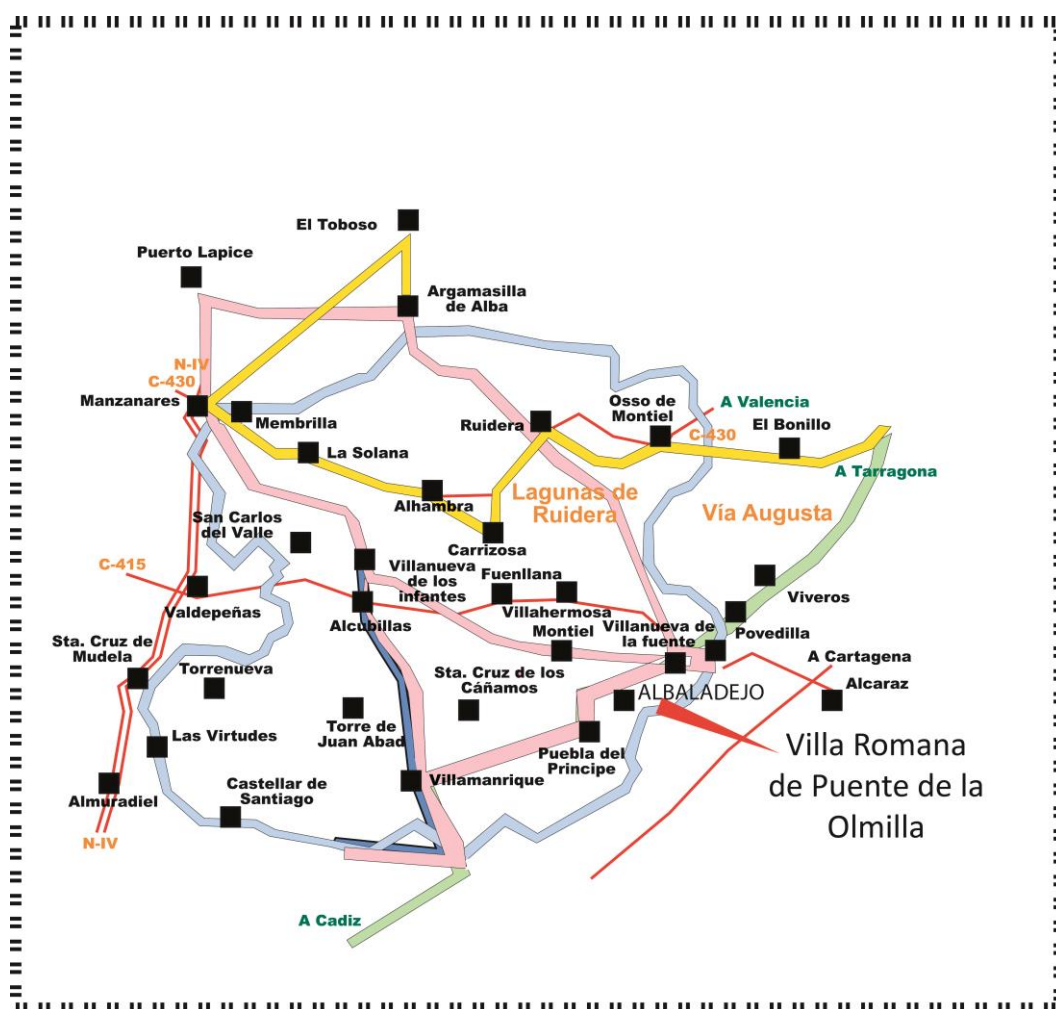 El Toboso
Puerto Lapice
Argamasilla
de Alba
N-IV
C-430
Manzanares
Membrilla
Ruidera
Osso de
Montiel
A Valencia
C-430
El Bonillo
La Solana
A Tarragona
Alhambra
Lagunas de
Ruidera
Vía Augusta
San Carlos
del Valle
Carrizosa
C-415
Villanueva
de los
infantes
Fuenllana
Valdepeñas
Alcubillas
Villahermosa
Viveros
Montiel
Villanueva de
la fuente
Povedilla
Sta. Cruz de
Mudela
Torrenueva
Sta. Cruz de los
Cáñamos
A Cartagena
Alcaraz
ALBALADEJO
Las Virtudes
Torre de
Juan Abad
Puebla del
Principe
Villa Romana
de Puente de la
Olmilla
Almuradiel
Castellar de
Santiago
Villamanrique
N-IV
A Cadiz